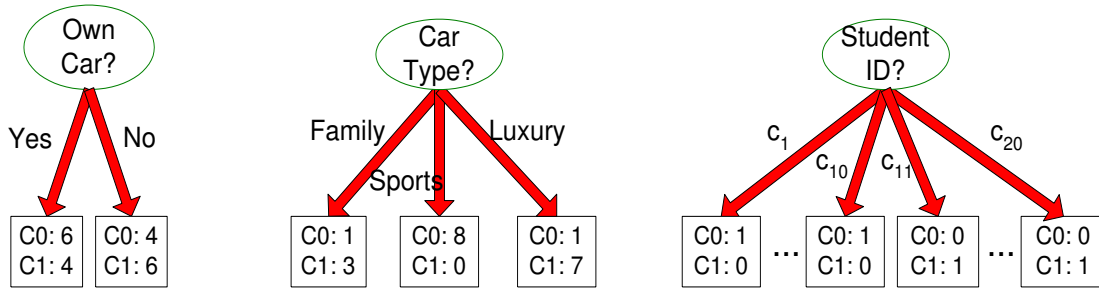 Own
Car?
Yes
No
C0: 6
C1: 4
C0: 4
C1: 6
Car
Type?
Family
Sports
Luxury
C0: 1
C1: 3
C0: 8
C1: 0
C0: 1
C1: 7
Student
ID?
c1
c10
c11
c20
C0: 1
C1: 0
...
C0: 1
C1: 0
C0: 0
C1: 1
...
C0: 0
C1: 1